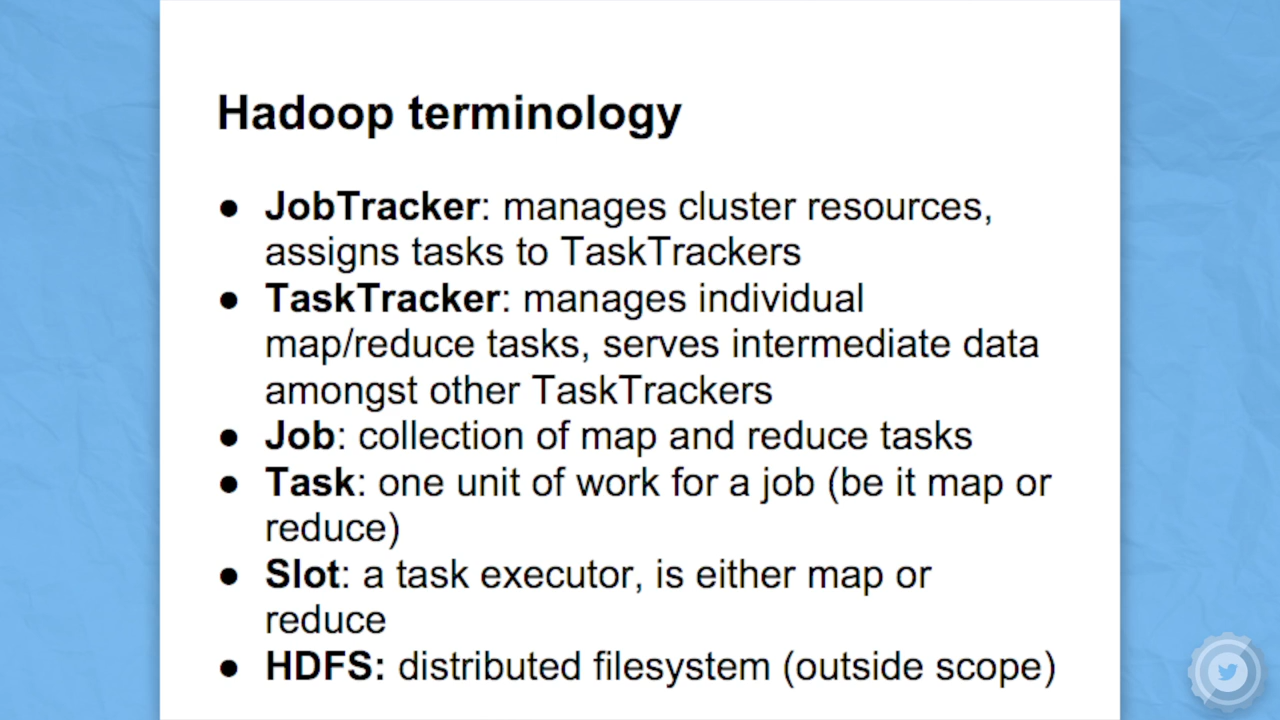 Hadoop terminology
● JobTracker: manages cluster resources,
assigns tasks to TaskTrackers
● TaskTracker: manages individual
map/reduce tasks, serves intermediate data
amongst other TaskTrackers
● Job: collection of map and reduce tasks
● Task: one unit of work for a job (be it map or
reduce)
● Slot: a task executor, is either map or
reduce
● HDFS: distributed filesystem (outside scope)